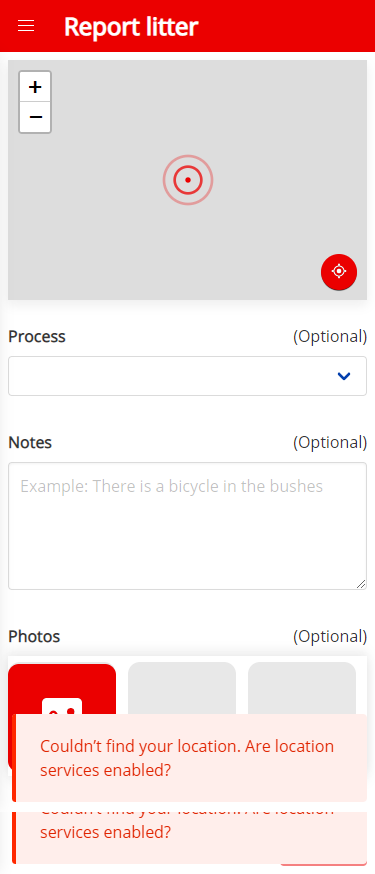 Report litter
+
−
Process (Optional)
Notes (Optional)
Example: There is a bicycle in the bushes
Photos (Optional)
Couldn’t find your location. Are location
services enabled?
Couldn’t find your location. Are location
services enabled?